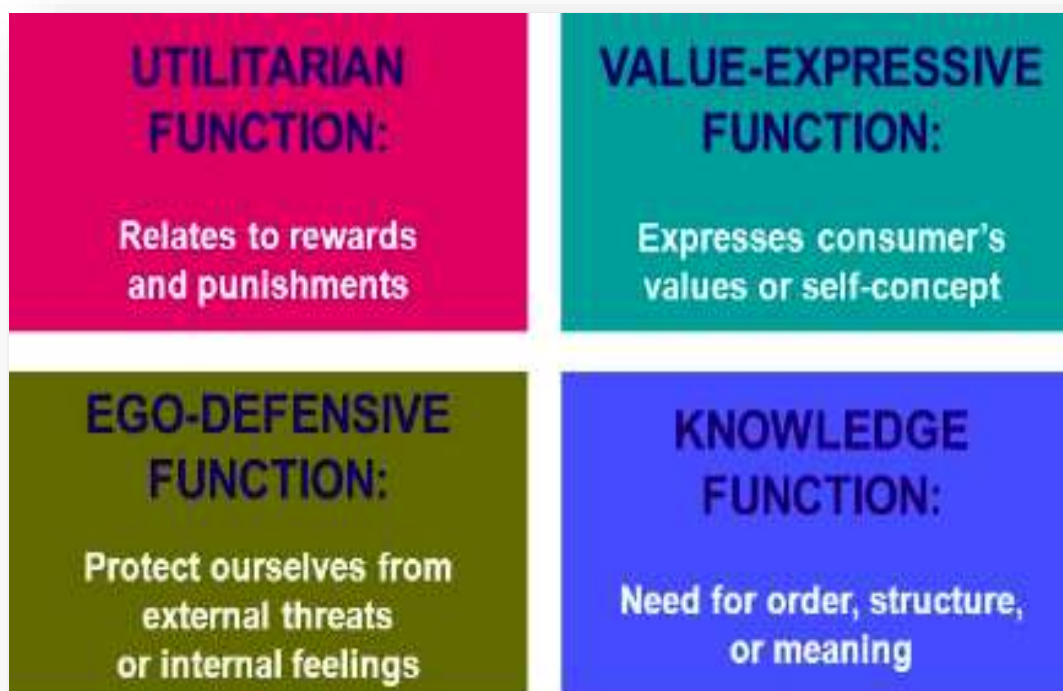 UTILITARIAN
FUNCTION:
Relates to rewards
and punishments
VALUE-EXPRESSIVE
FUNCTION:
Expresses consumer's
values or self-concept
EGO-DEFENSIVE
FUNCTION:
Protect ourselves from
external threats
or internal feelings
KNOWLEDGE
FUNCTION:
Need for order, structure,
or meaning